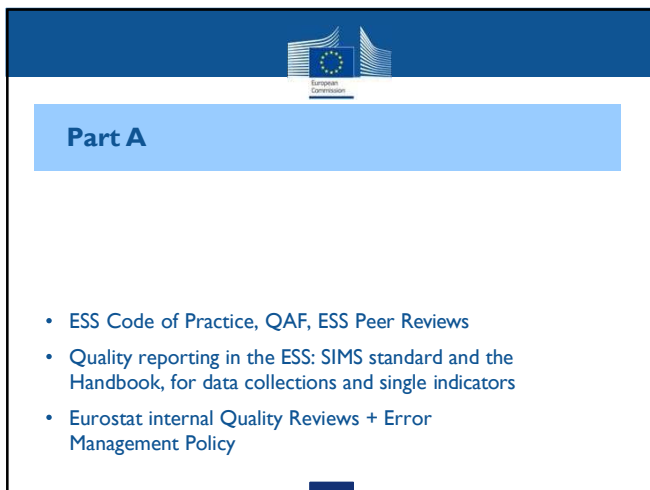 European
Commission
Part A
• ESS Code of Practice, QAF, ESS Peer Reviews
• Quality reporting in the ESS: SIMS standard and the
Handbook, for data collections and single indicators
• Eurostat internal Quality Reviews + Error
Management Policy